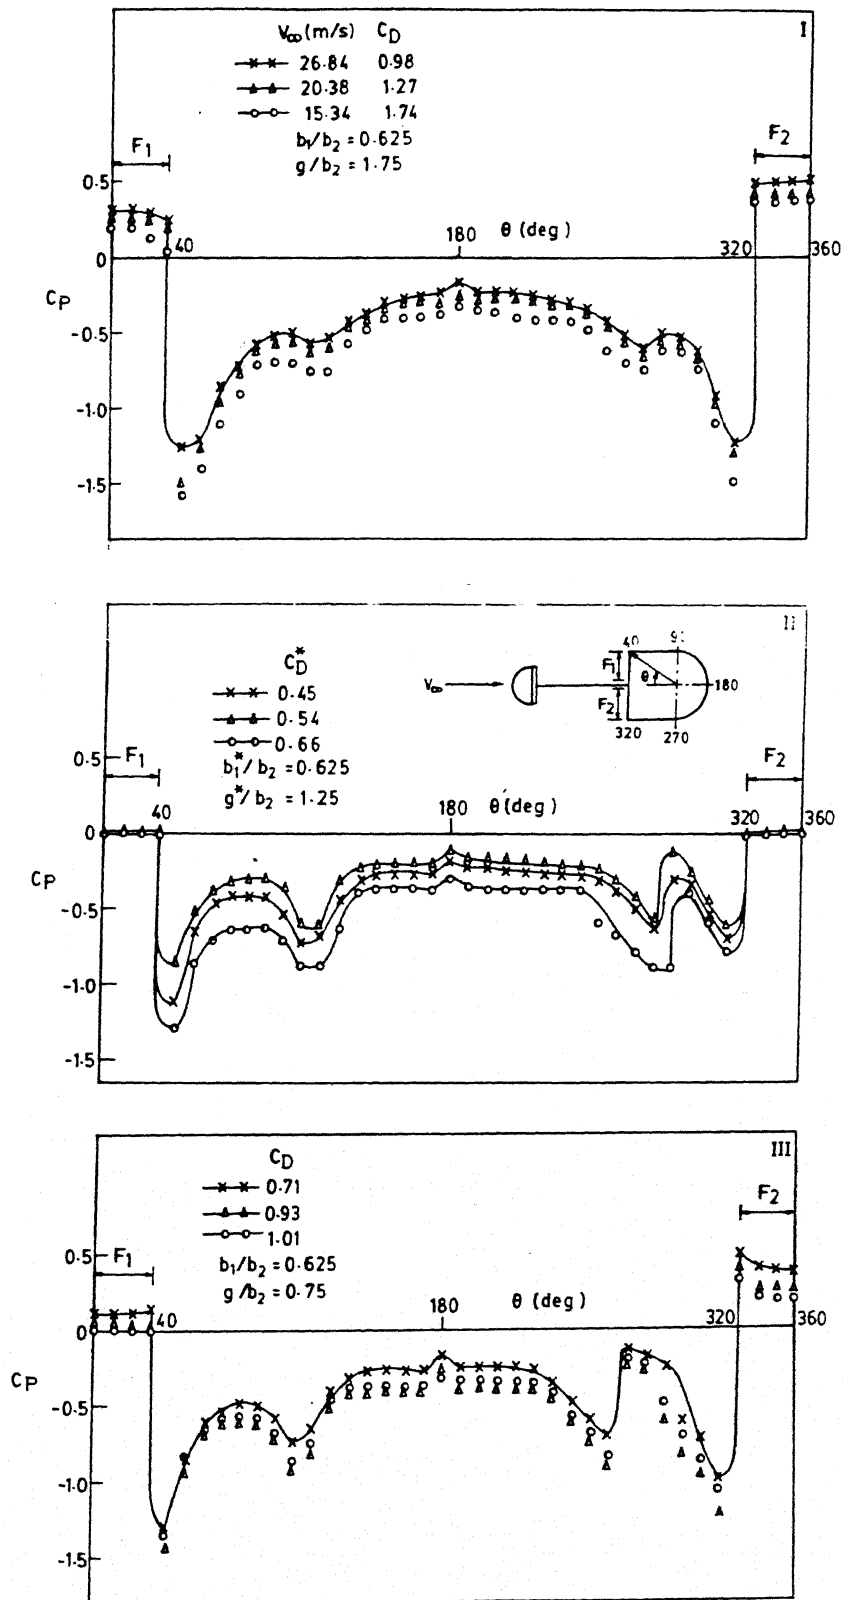 I
V∞(m/s) CD
26.84 0.98
20.38 1.27
15.34 1.74
b1/b2 = 0.625
g/b2 = 1.75
F1
F2
0.5
0
-0.5
-1.0
-1.5
CP
40
180
θ (deg)
320
360
II
CD*
0.45
0.54
0.66
b1*/b2 = 0.625
g*/b2 = 1.25
V∞
40
F1
θ
180
F2
320
270
F1
F2
0.5
0
-0.5
-1.0
-1.5
CP
40
180
θ (deg)
320
360
III
CD
0.71
0.93
1.01
b1/b2 = 0.625
g/b2 = 0.75
F1
F2
0.5
0
-0.5
-1.0
-1.5
CP
40
180
θ (deg)
320
360